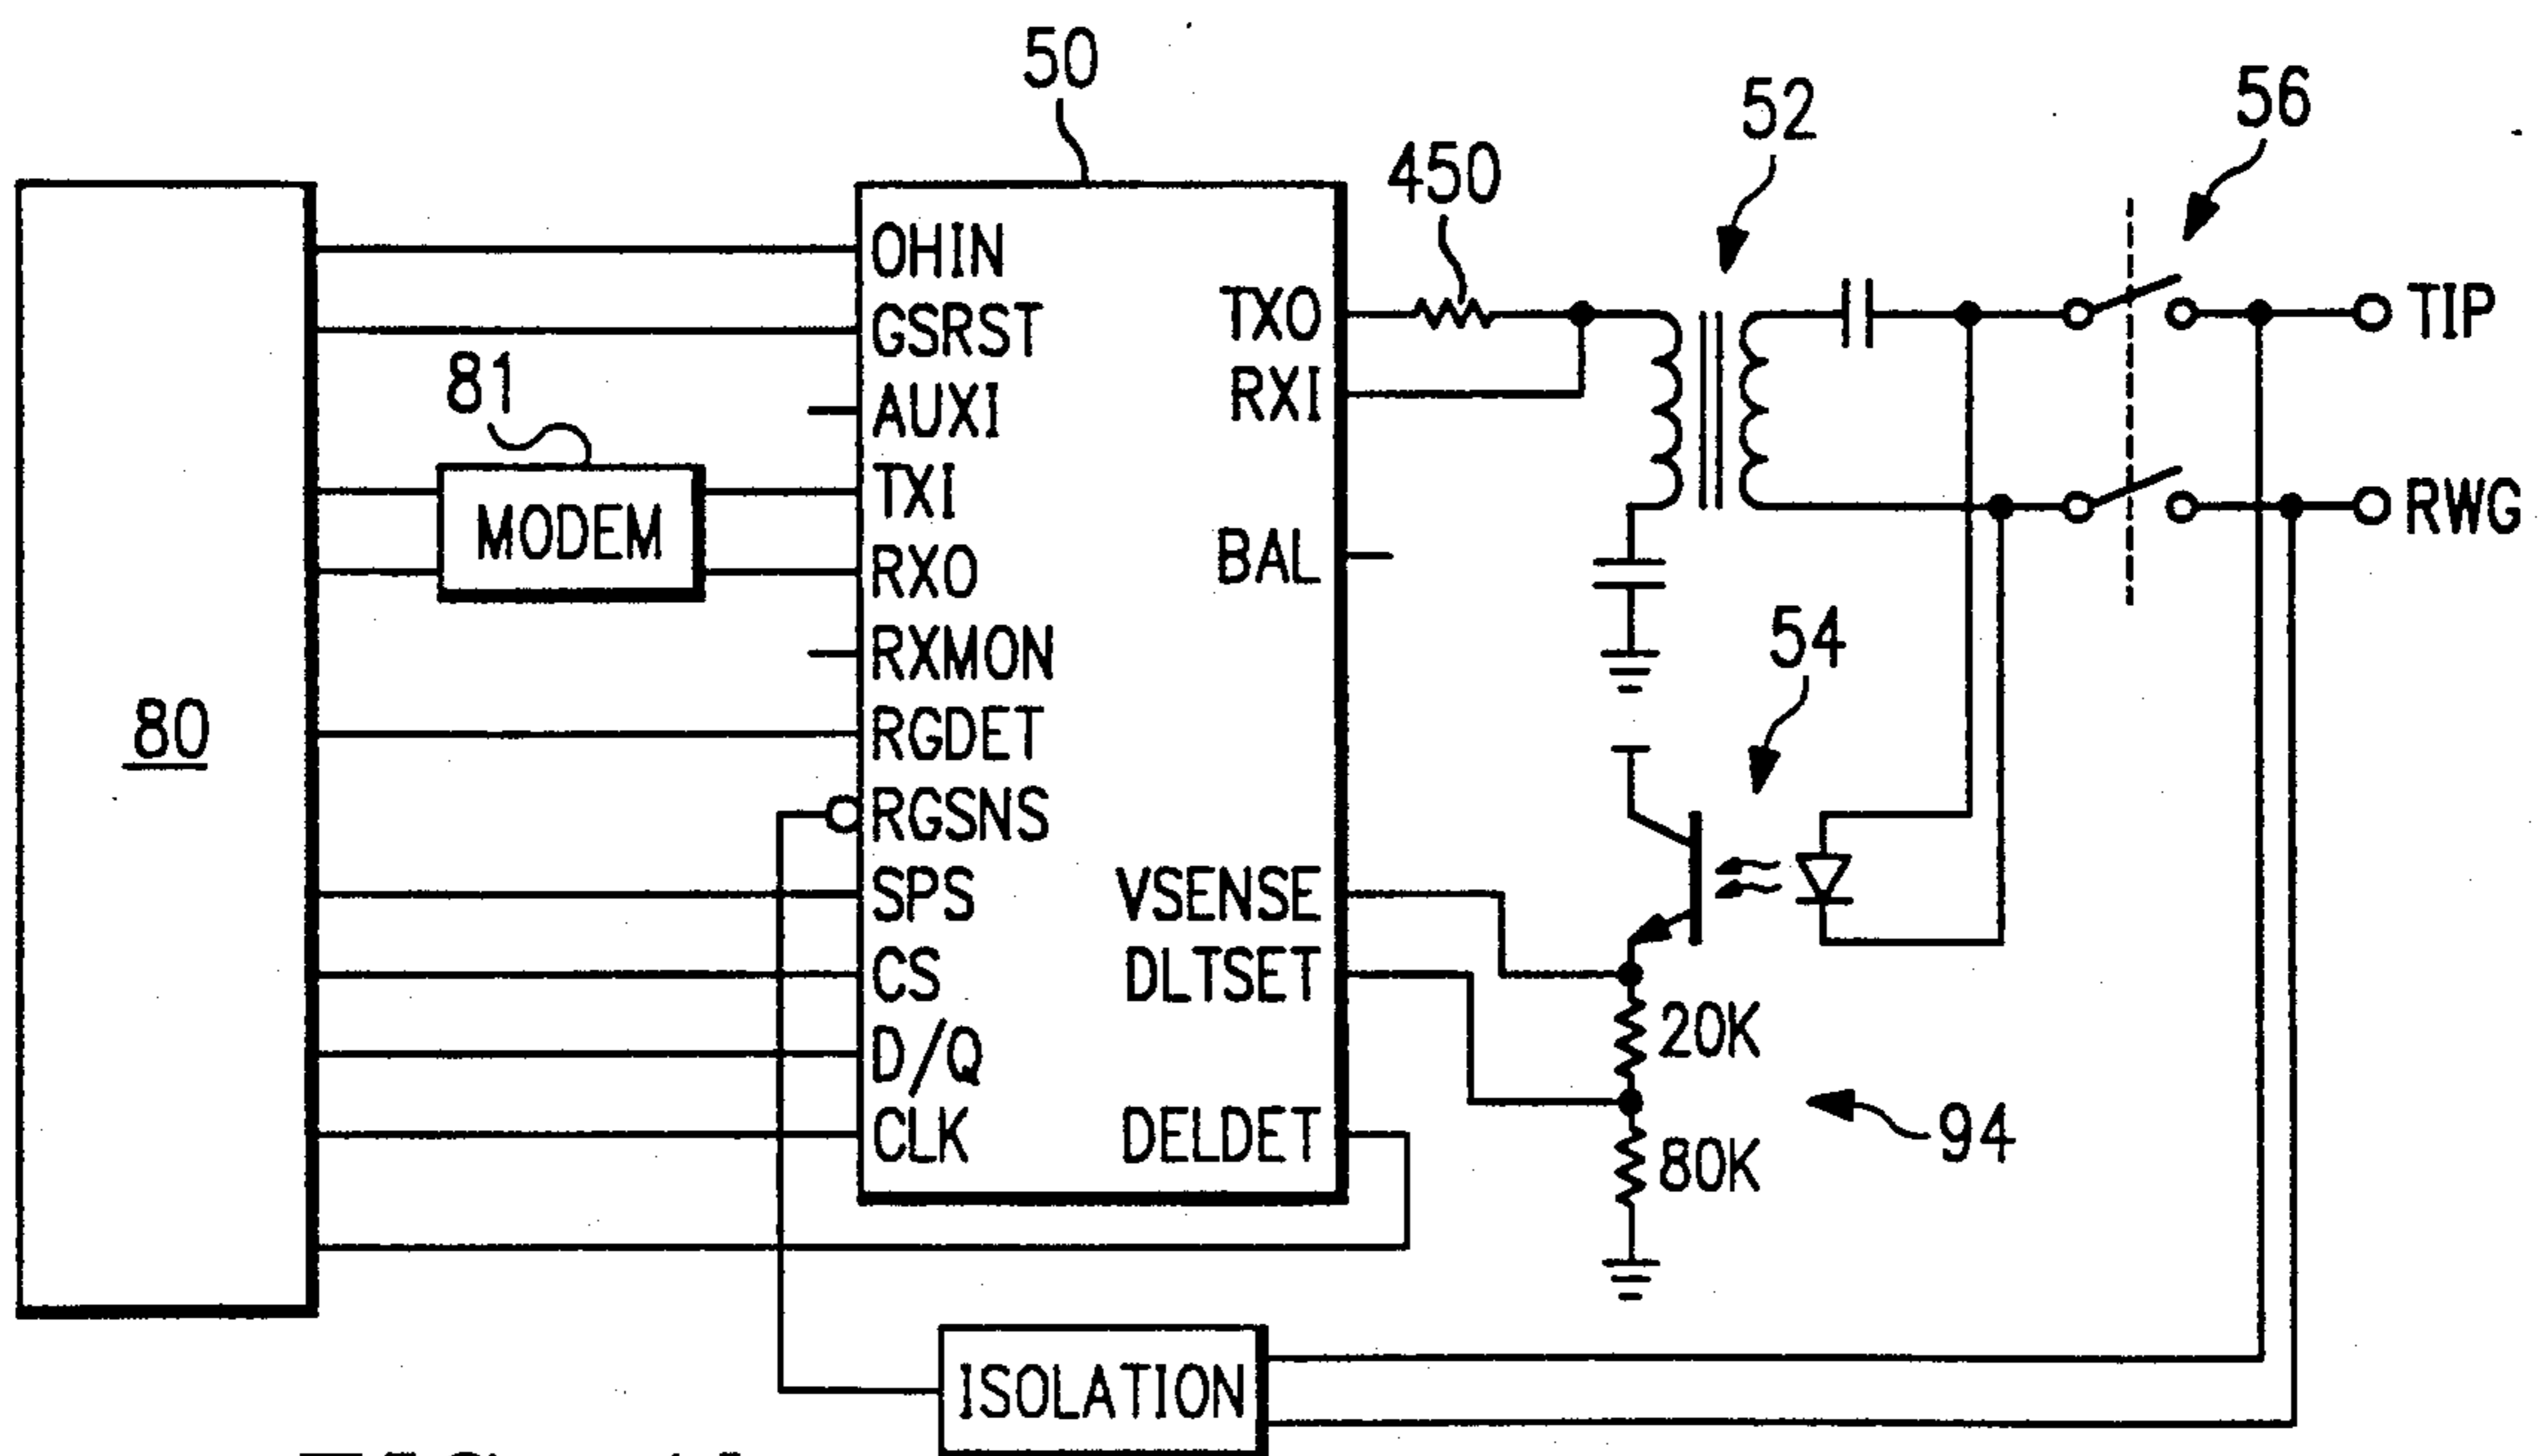 50
52
56
450
OHIN
GSRST
AUXI
TXI
RXO
RXMON
RGDET
RGSNS
SPS
CS
D/Q
CLK
TXO
RXI
BAL
VSENSE
DLTSET
DELDET
81
MODEM
80
TIP
RWG
54
20K
80K
94
ISOLATION